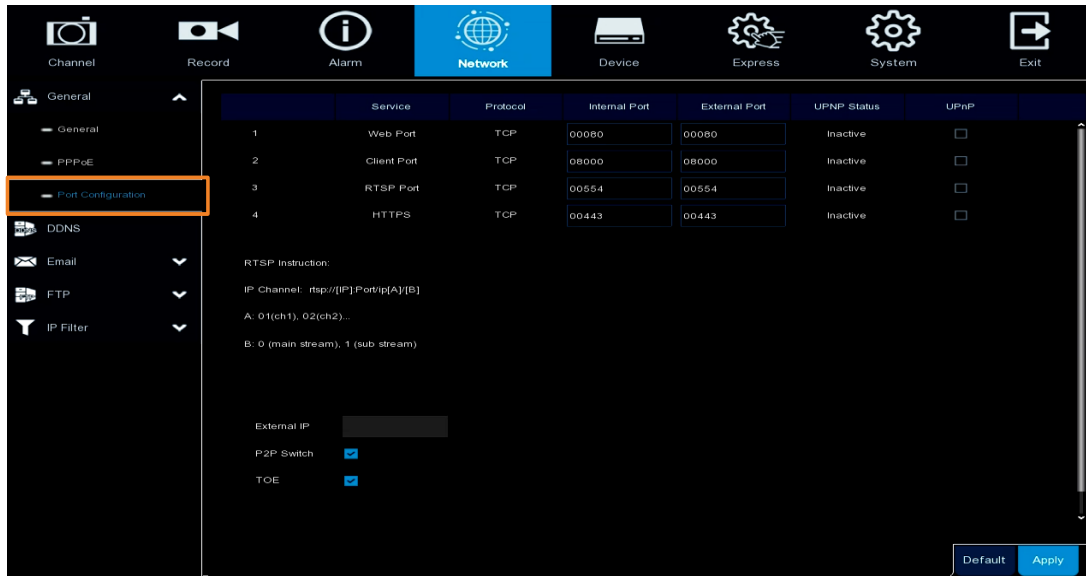 Channel Record Alarm Network Device Express System Exit
General
General
PPPoE
Port Configuration
DDNS
Email
FTP
IP Filter
Service Protocol Internal Port External Port UPNP Status UPnP
1 Web Port TCP 00080 00080 Inactive
2 Client Port TCP 08000 08000 Inactive
3 RTSP Port TCP 00554 00554 Inactive
4 HTTPS TCP 00443 00443 Inactive
RTSP Instruction:
IP Channel: rtsp://[IP]:Port/ip[A]/[B]
A: 01(ch1), 02(ch2)...
B: 0 (main stream), 1 (sub stream)
External IP
P2P Switch
TOE
Default Apply